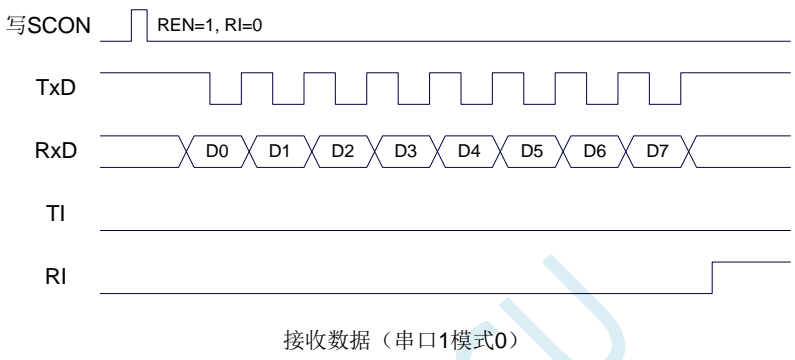 写SCON REN=1, RI=0
TxD
RxD D0 D1 D2 D3 D4 D5 D6 D7
TI
RI
接收数据（串口1模式0）